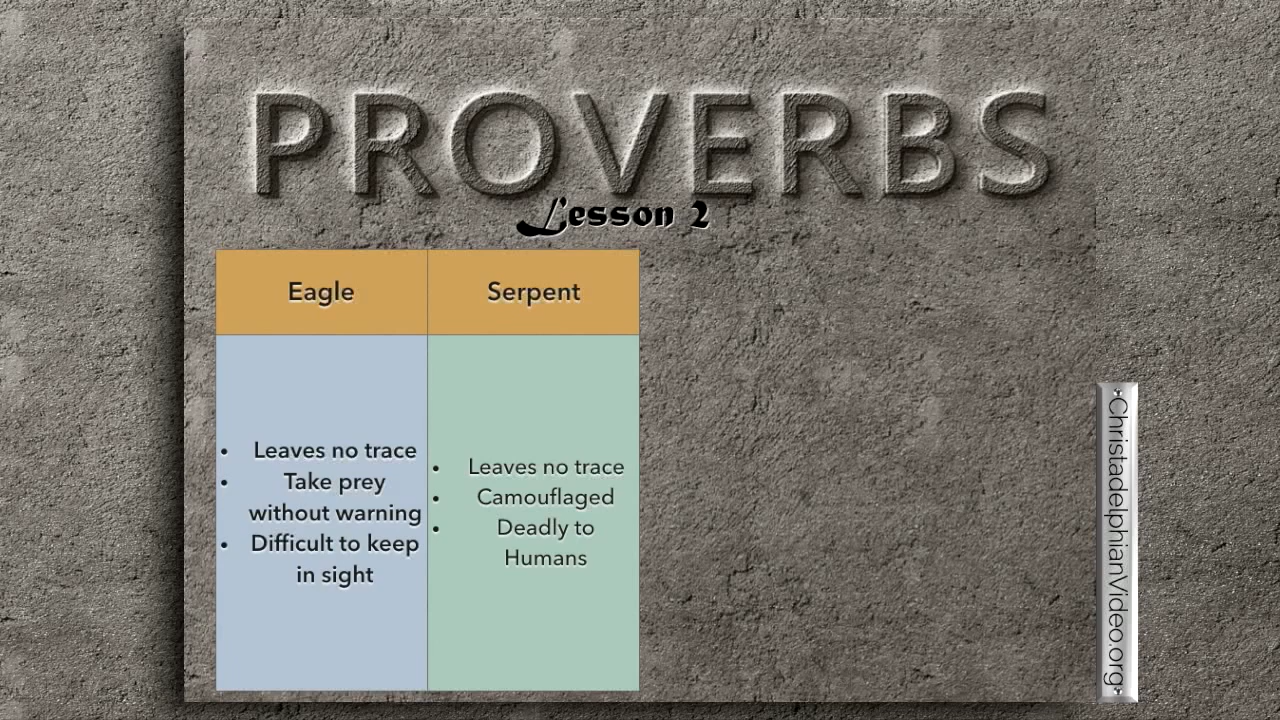 PROVERBS
Lesson 2
Eagle
Serpent
• Leaves no trace
• Take prey
without warning
• Difficult to keep
in sight
• Leaves no trace
• Camouflaged
• Deadly to
Humans
ChristadelphianVideo.org